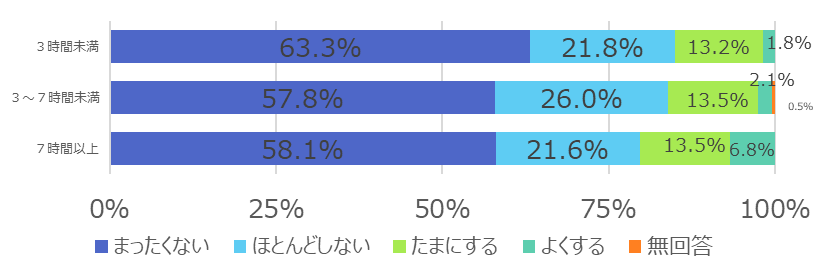 3時間未満 63.3% 21.8% 13.2% 1.8%
3～7時間未満 57.8% 26.0% 13.5% 2.1% 0.5%
7時間以上 58.1% 21.6% 13.5% 6.8%
0% 25% 50% 75% 100%
まったくない ほとんどしない たまにする よくする 無回答